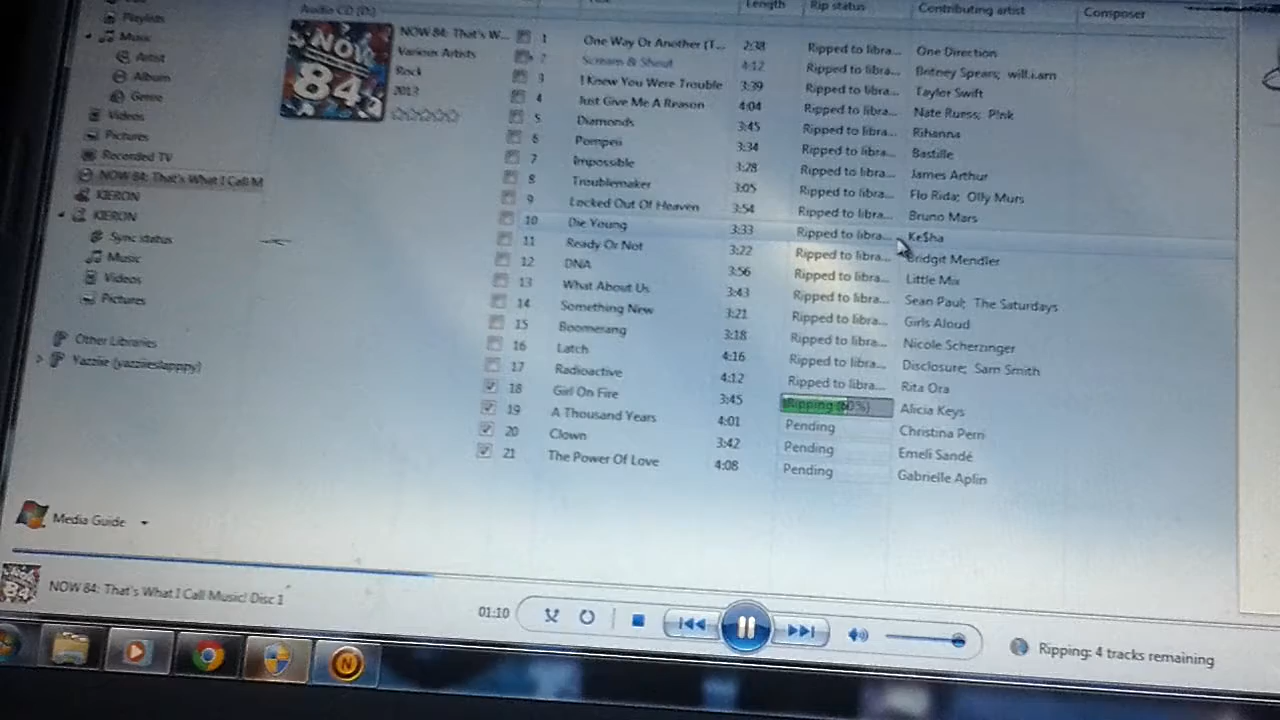 Audio CD (D:)
Length Rip status Contributing artist Composer
Playlists
Music
Artist
Album
Genre
Videos
Pictures
Recorded TV
NOW 84: That's What I Call M
KIERON
KIERON
Sync status
Music
Videos
Pictures
Other Libraries
NOW 84
NOW 84: That's W...
Various Artists
Rock
2013
1 One Way Or Another (T... 2:38 Ripped to libra... One Direction
2 Scream & Shout 4:12 Ripped to libra... Britney Spears; will.i.am
3 I Knew You Were Trouble 3:39 Ripped to libra... Taylor Swift
4 Just Give Me A Reason 4:04 Ripped to libra... Nate Ruess; P!nk
5 Diamonds 3:45 Ripped to libra... Rihanna
6 Pompeii 3:34 Ripped to libra... Bastille
7 Impossible 3:28 Ripped to libra... James Arthur
8 Troublemaker 3:05 Ripped to libra... Flo Rida; Olly Murs
9 Locked Out Of Heaven 3:54 Ripped to libra... Bruno Mars
10 Die Young 3:33 Ripped to libra... Ke$ha
11 Ready Or Not 3:22 Ripped to libra... Bridgit Mendler
12 DNA 3:56 Ripped to libra... Little Mix
13 What About Us 3:43 Ripped to libra... Sean Paul; The Saturdays
14 Something New 3:21 Ripped to libra... Girls Aloud
15 Boomerang 3:18 Ripped to libra... Nicole Scherzinger
16 Latch 4:16 Ripped to libra... Disclosure; Sam Smith
17 Radioactive 4:12 Ripped to libra... Rita Ora
18 Girl On Fire 3:45 Ripping (60%) Alicia Keys
19 A Thousand Years 4:01 Pending Christina Perri
20 Clown 3:42 Pending Emeli Sandé
21 The Power Of Love 4:08 Pending Gabrielle Aplin
Media Guide
NOW 84: That's What I Call Music! Disc 1
01:10
Ripping: 4 tracks remaining